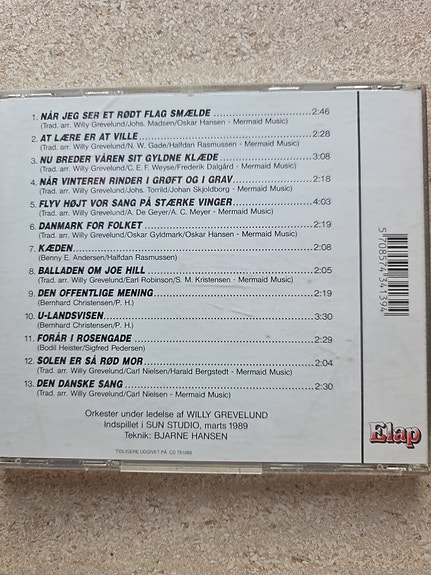 1. NÅR JEG SER ET RØDT FLAG SMÆLDE 2:46
(Trad. arr. Willy Grevelund/Johs. Madsen/Oskar Hansen - Mermaid Music)
2. AT LÆRE ER AT VILLE 2:28
(Trad. arr. Willy Grevelund/N. W. Gade/Halfdan Rasmussen - Mermaid Music)
3. NU BREDER VÅREN SIT GYLDNE KLÆDE 3:08
(Trad. arr. Willy Grevelund/C. E. F. Weyse/Frederik Dalgård - Mermaid Music)
4. NÅR VINTEREN RINDER I GRØFT OG I GRAV 2:18
(Trad. arr. Willy Grevelund/Johs. Torrild/Johan Skjoldborg - Mermaid Music)
5. FLYV HØJT VOR SANG PÅ STÆRKE VINGER 4:03
(Trad. arr. Willy Grevelund/A. De Geyer/A. C. Meyer - Mermaid Music)
6. DANMARK FOR FOLKET 2:19
(Trad. arr. Willy Grevelund/Oskar Gyldmark/Oskar Hansen - Mermaid Music)
7. KÆDEN 2:08
(Benny E. Andersen/Halfdan Rasmussen)
8. BALLADEN OM JOE HILL 2:05
(Trad. arr. Willy Grevelund/Earl Robinson/S. M. Kristensen - Mermaid Music)
9. DEN OFFENTLIGE MENING 2:19
(Bernhard Christensen/P. H.)
10. U-LANDSVISEN 3:30
(Bernhard Christensen/P. H.)
11. FORÅR I ROSENGADE 2:29
(Bodil Heister/Sigfred Pedersen)
12. SOLEN ER SÅ RØD MOR 2:04
(Trad. arr. Willy Grevelund/Carl Nielsen/Harald Bergstedt - Mermaid Music)
13. DEN DANSKE SANG 2:30
(Trad. arr. Willy Grevelund/Carl Nielsen - Mermaid Music)
Orkester under ledelse af WILLY GREVELUND
Indspillet i SUN STUDIO, marts 1989
Teknik: BJARNE HANSEN
TIDLIGERE UDGIVET PÅ CD 791989
5 708574 341394
Elap